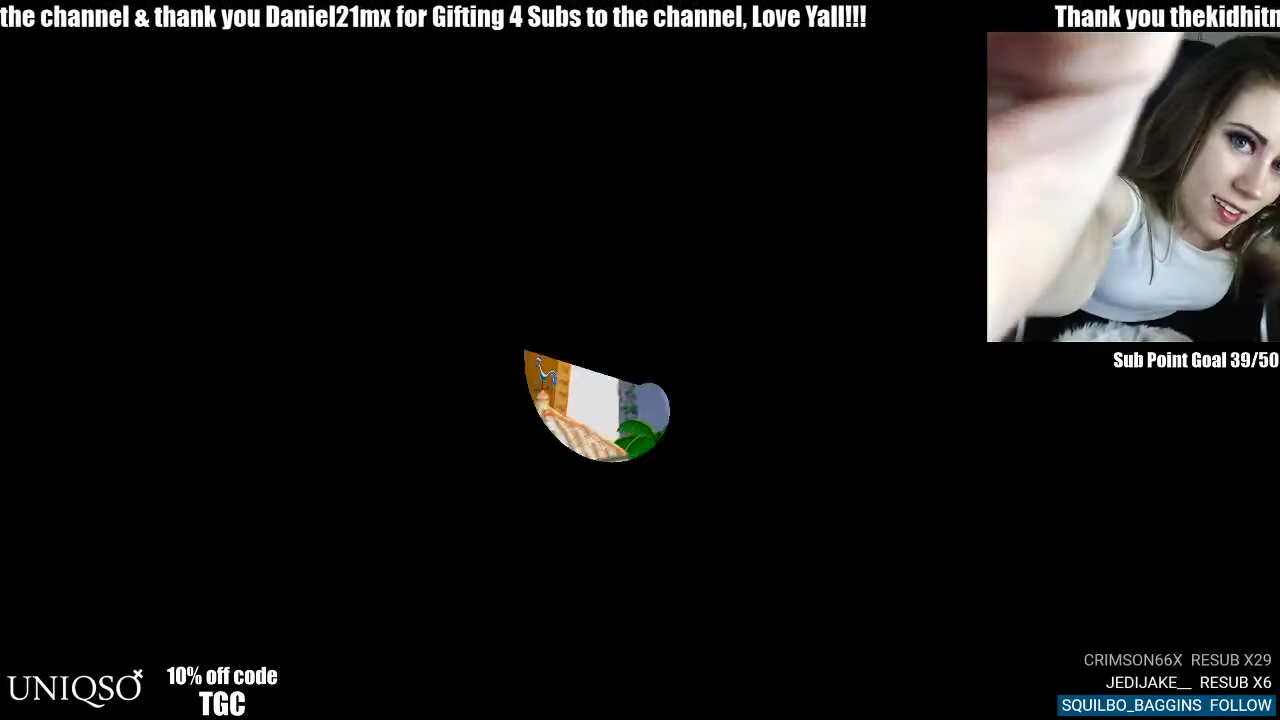 the channel & thank you Daniel21mx for Gifting 4 Subs to the channel, Love Yall!!!
Thank you thekidhitn
Sub Point Goal 39/50
CRIMSON66X RESUB X29
JEDIJAKE__ RESUB X6
SQUILBO_BAGGINS FOLLOW
UNIQSO
10% off code
TGC